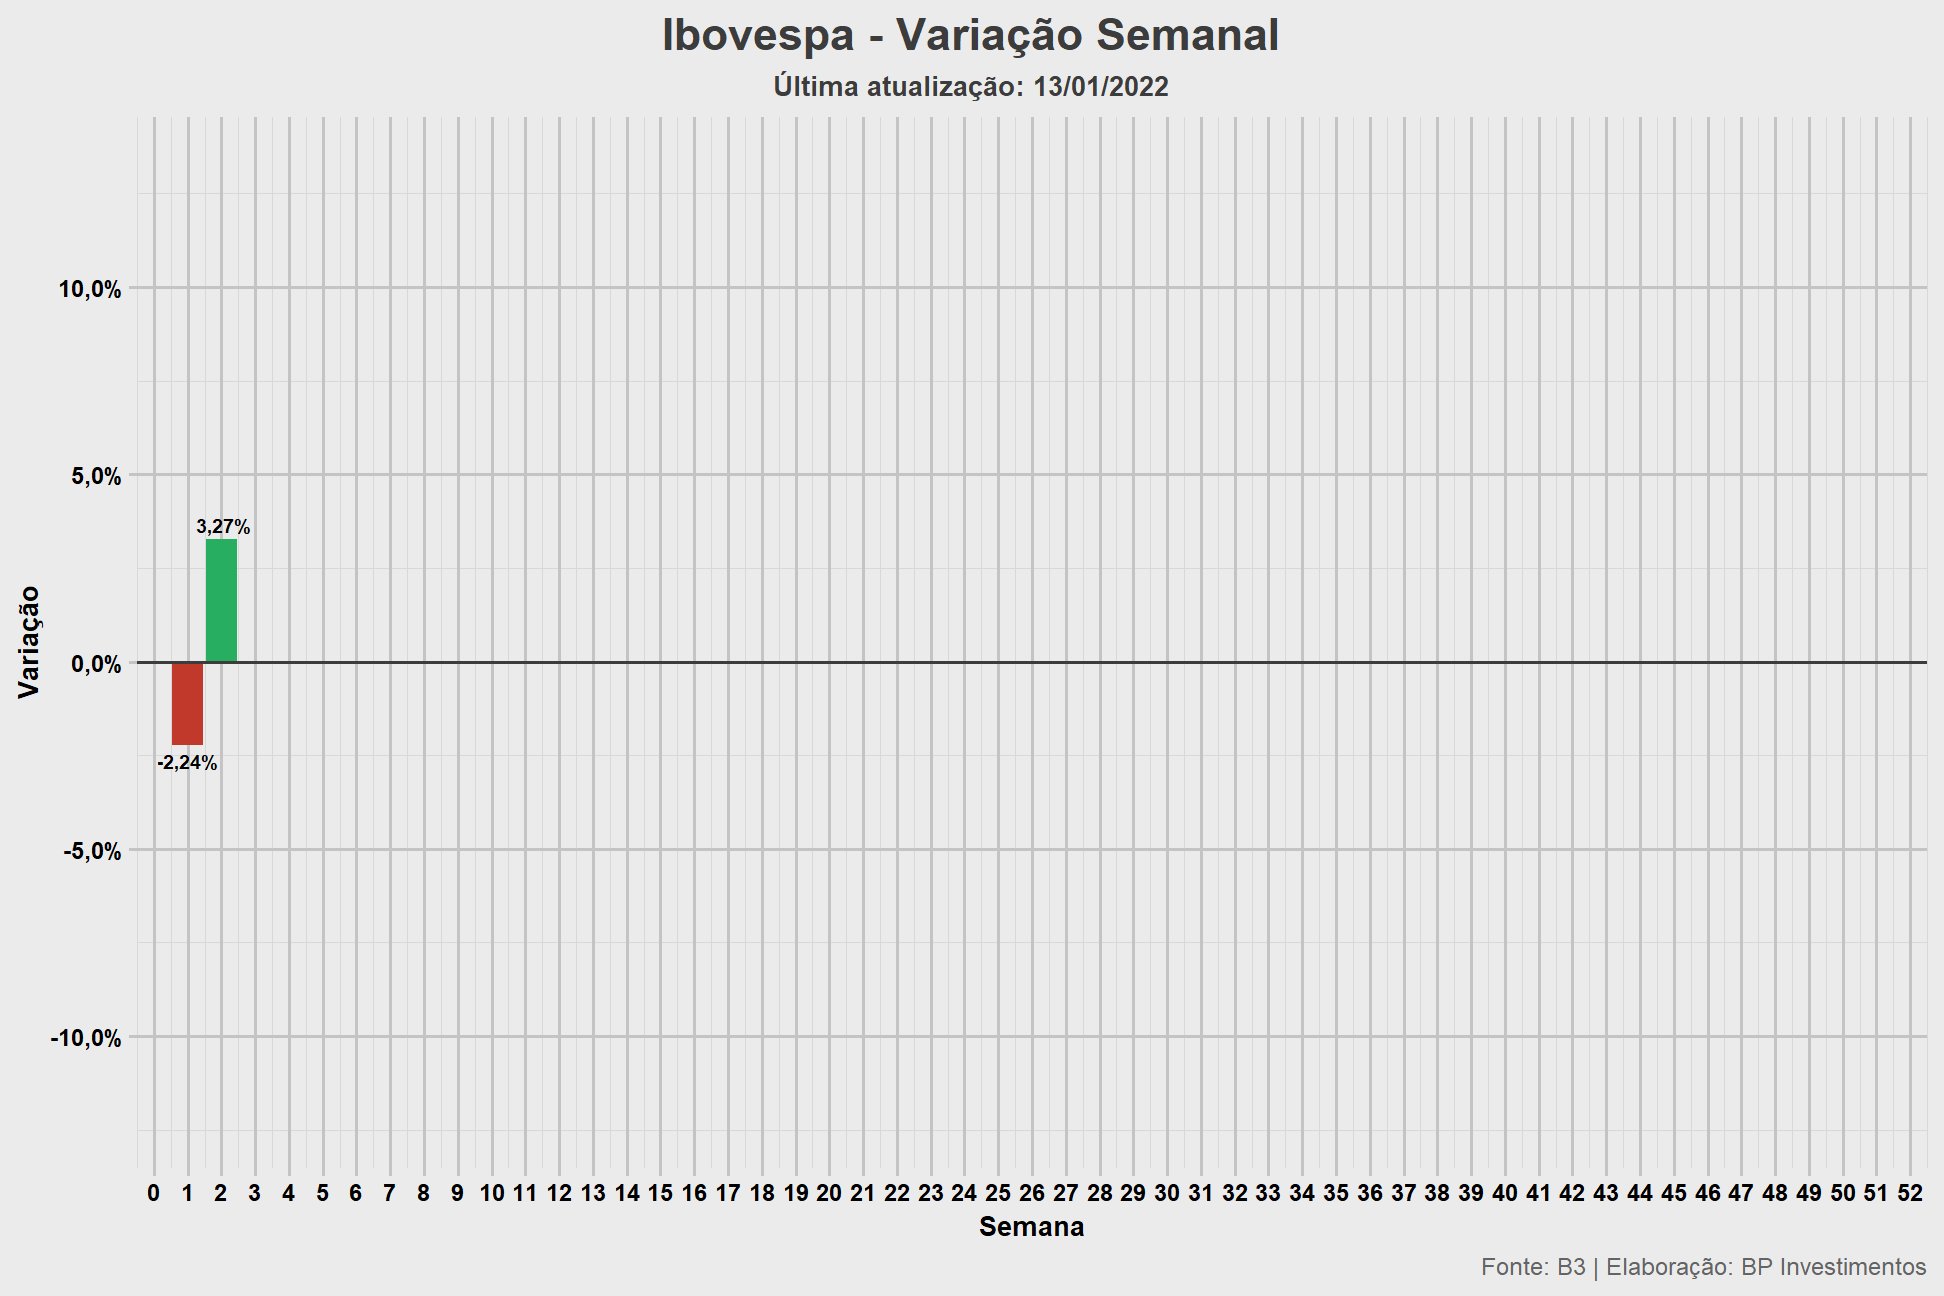 Ibovespa - Variação Semanal
Última atualização: 13/01/2022
10,0%
5,0%
3,27%
Variação
0,0%
-2,24%
-5,0%
-10,0%
0 1 2 3 4 5 6 7 8 9 10 11 12 13 14 15 16 17 18 19 20 21 22 23 24 25 26 27 28 29 30 31 32 33 34 35 36 37 38 39 40 41 42 43 44 45 46 47 48 49 50 51 52
Semana
Fonte: B3 | Elaboração: BP Investimentos